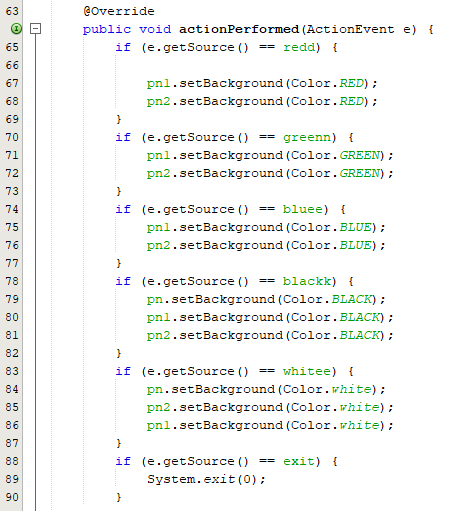 63 @Override
public void actionPerformed(ActionEvent e) {
65 if (e.getSource() == redd) {
66
67 pn1.setBackground(Color.RED);
68 pn2.setBackground(Color.RED);
69 }
70 if (e.getSource() == greenn) {
71 pn1.setBackground(Color.GREEN);
72 pn2.setBackground(Color.GREEN);
73 }
74 if (e.getSource() == bluee) {
75 pn1.setBackground(Color.BLUE);
76 pn2.setBackground(Color.BLUE);
77 }
78 if (e.getSource() == blackk) {
79 pn.setBackground(Color.BLACK);
80 pn1.setBackground(Color.BLACK);
81 pn2.setBackground(Color.BLACK);
82 }
83 if (e.getSource() == whitee) {
84 pn.setBackground(Color.white);
85 pn2.setBackground(Color.white);
86 pn1.setBackground(Color.white);
87 }
88 if (e.getSource() == exit) {
89 System.exit(0);
90 }